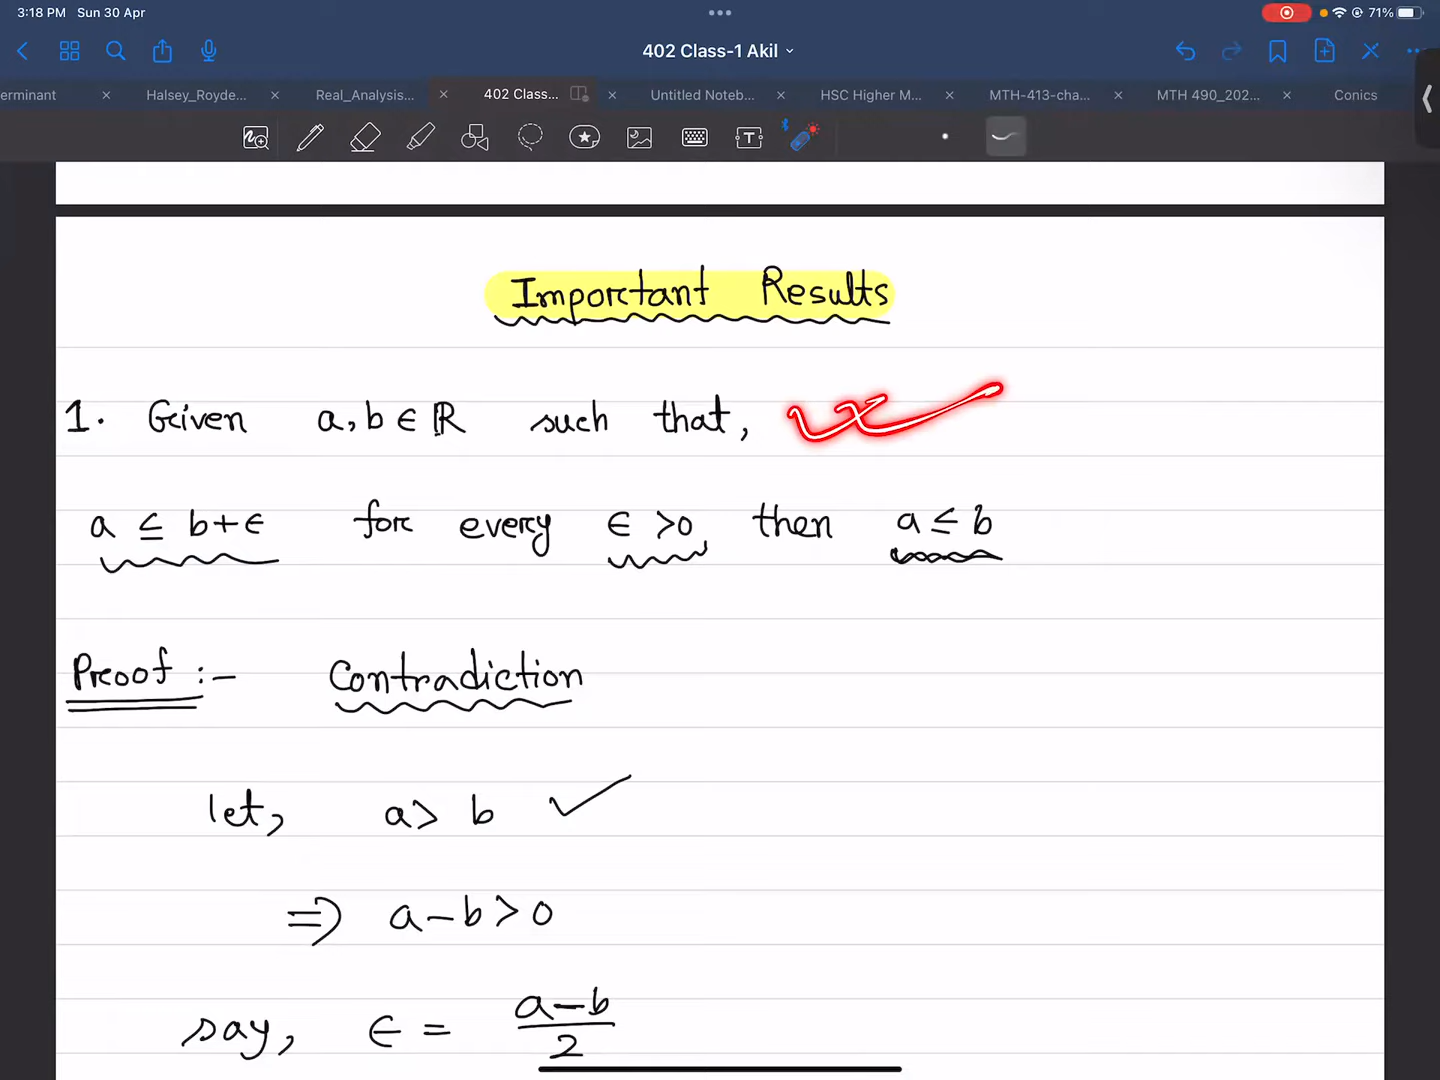 3:18 PM Sun 30 Apr
71%
402 Class-1 Akil
erminant
Halsey_Royde...
Real_Analysis...
402 Class...
Untitled Noteb...
HSC Higher M...
MTH-413-cha...
MTH 490_202...
Conics
Important Results
1. Given a, b ∈ ℝ such that,
a ≤ b+ϵ for every ϵ >0, then a ≤ b
Proof :- Contradiction
let, a > b ✓
⇒ a - b > 0
say, ϵ = (a - b)/2